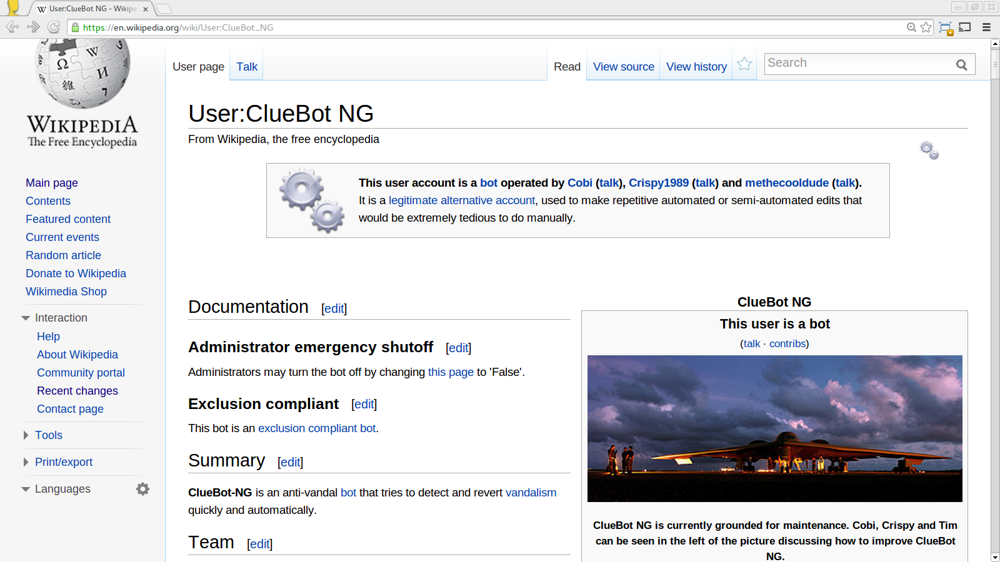 User:ClueBot NG - Wikipe
https://en.wikipedia.org/wiki/User:ClueBot_NG
WIKIPEDIA
The Free Encyclopedia
Main page
Contents
Featured content
Current events
Random article
Donate to Wikipedia
Wikimedia Shop
Interaction
Help
About Wikipedia
Community portal
Recent changes
Contact page
Tools
Print/export
Languages
User page Talk
Read View source View history
Search
User:ClueBot NG
From Wikipedia, the free encyclopedia
This user account is a bot operated by Cobi (talk), Crispy1989 (talk) and methecooldude (talk).
It is a legitimate alternative account, used to make repetitive automated or semi-automated edits that
would be extremely tedious to do manually.
Documentation [edit]
Administrator emergency shutoff [edit]
Administrators may turn the bot off by changing this page to 'False'.
Exclusion compliant [edit]
This bot is an exclusion compliant bot.
Summary [edit]
ClueBot-NG is an anti-vandal bot that tries to detect and revert vandalism
quickly and automatically.
Team [edit]
ClueBot NG
This user is a bot
(talk · contribs)
ClueBot NG is currently grounded for maintenance. Cobi, Crispy and Tim
can be seen in the left of the picture discussing how to improve ClueBot
NG.